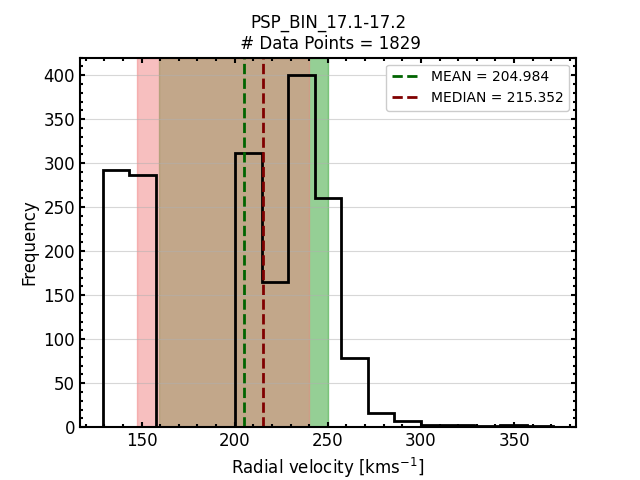 PSP_BIN_17.1-17.2
# Data Points = 1829
MEAN = 204.984
MEDIAN = 215.352
400
350
300
250
200
150
100
50
0
Frequency
150 200 250 300 350
Radial velocity [kms⁻¹]